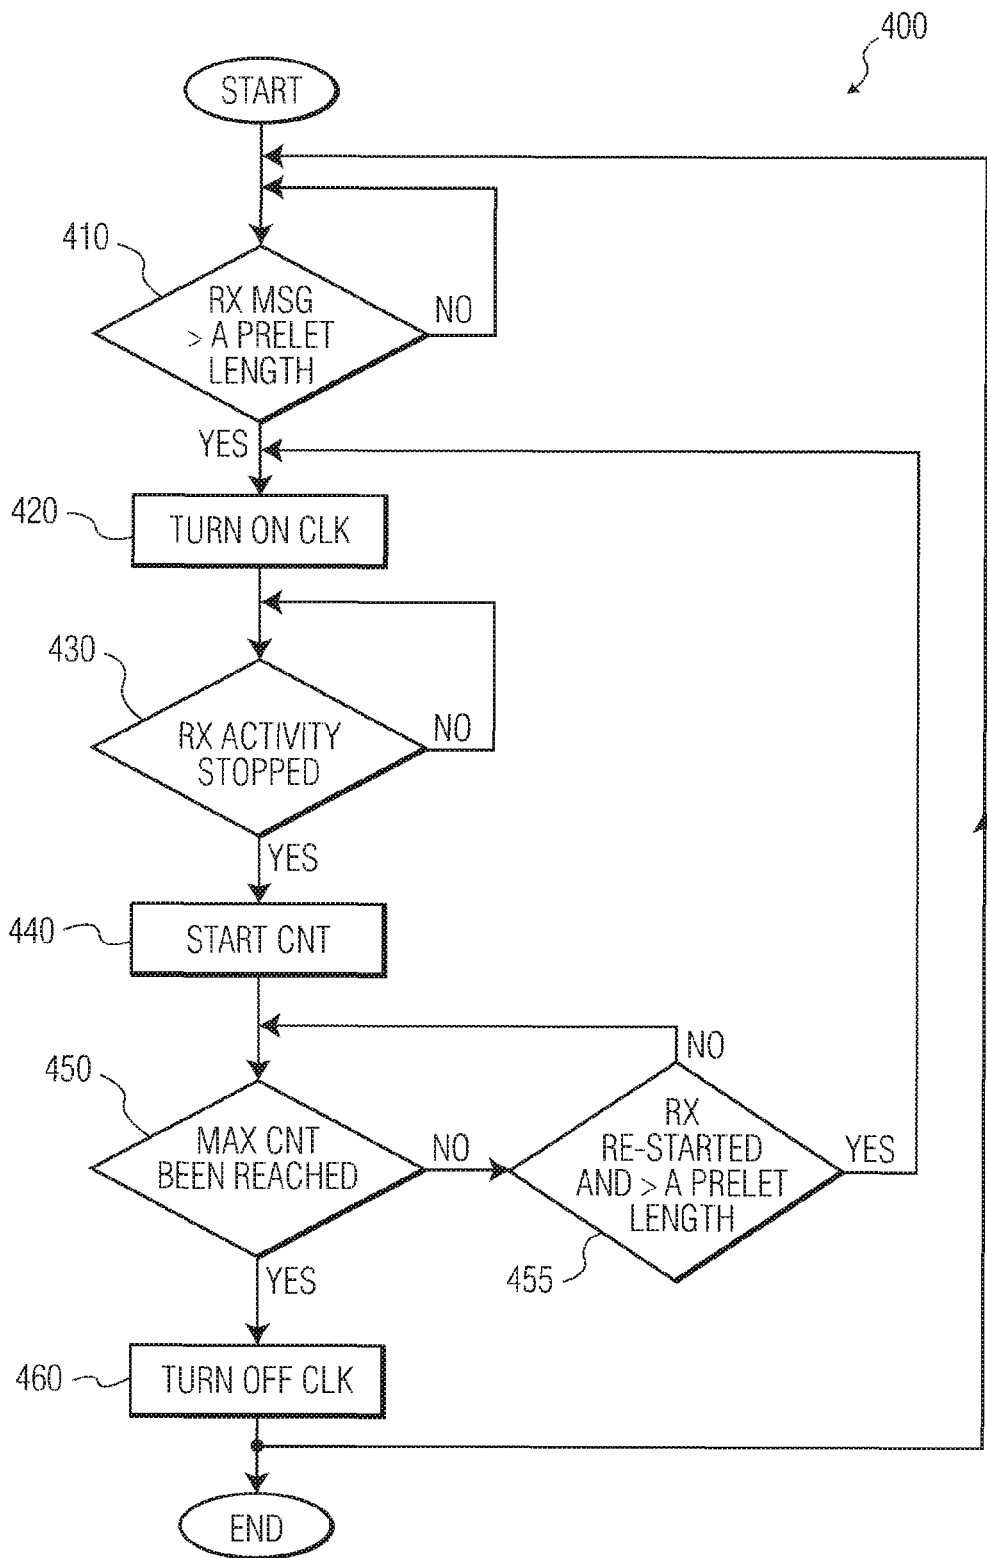 400
START
410
RX MSG
> A PRELET
LENGTH
NO
YES
420
TURN ON CLK
430
RX ACTIVITY
STOPPED
NO
YES
440
START CNT
450
MAX CNT
BEEN REACHED
NO
RX
RE-STARTED
AND > A PRELET
LENGTH
NO
YES
455
YES
460
TURN OFF CLK
END